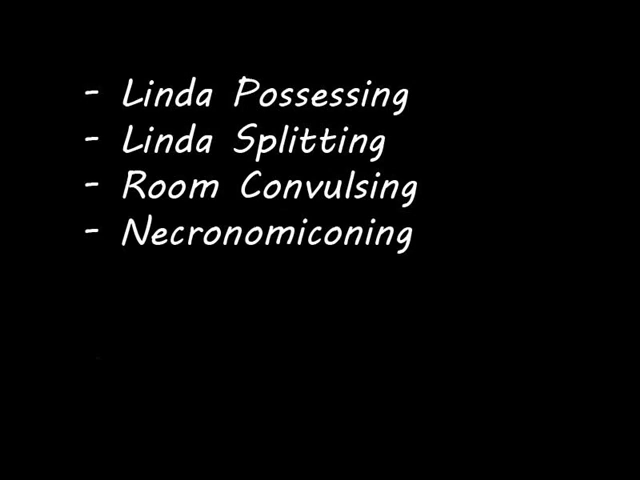 - Linda Possessing
- Linda Splitting
- Room Convulsing
- Necronomiconing